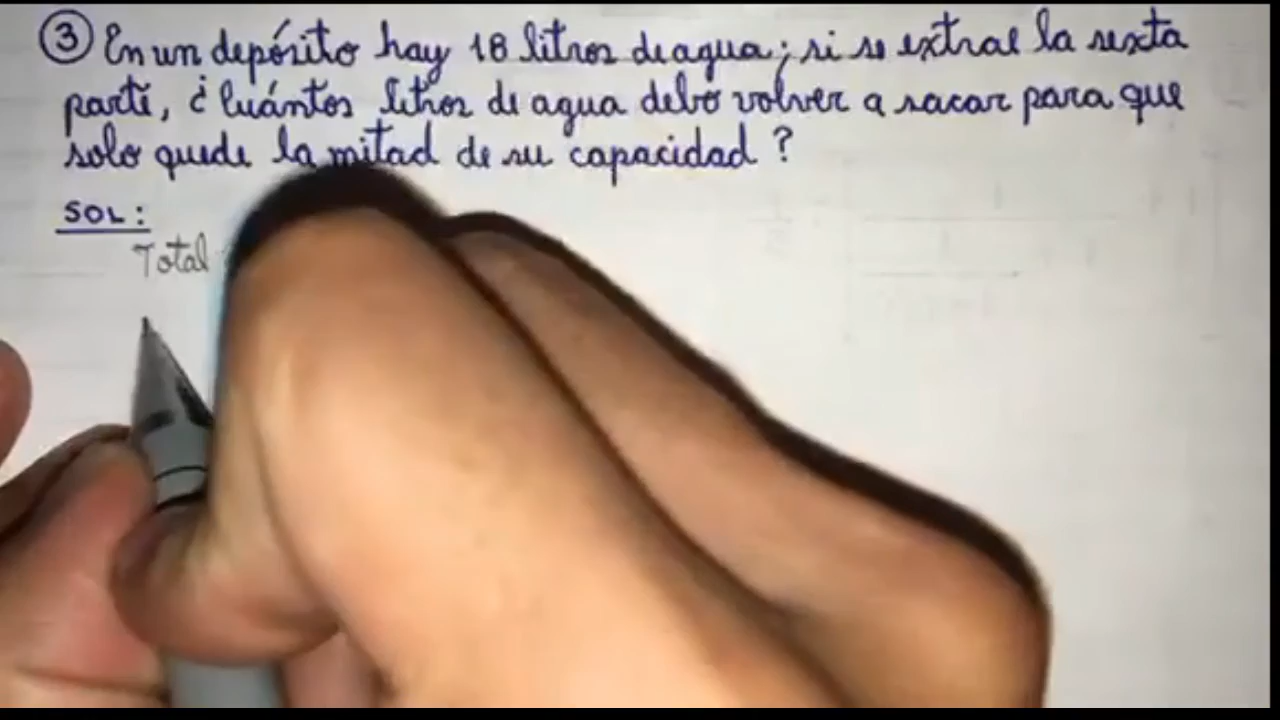 ③ En un depósito hay 18 litros de agua; si se extrae la sexta
parte, ¿Cuántos litros de agua debo volver a sacar para que
solo quede la mitad de su capacidad?
SOL:
Total